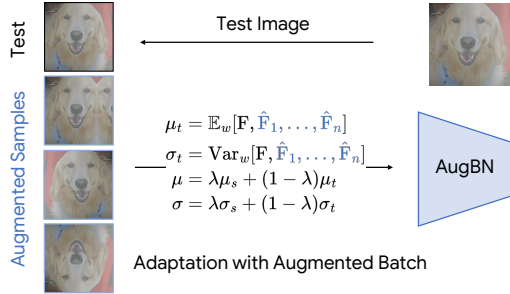 Test
Test Image
Augmented Samples
μ_t = 𝔼_w[F, F̂_1, …, F̂_n]
σ_t = Var_w[F, F̂_1, …, F̂_n]
μ = λμ_s + (1 − λ)μ_t
σ = λσ_s + (1 − λ)σ_t
AugBN
Adaptation with Augmented Batch